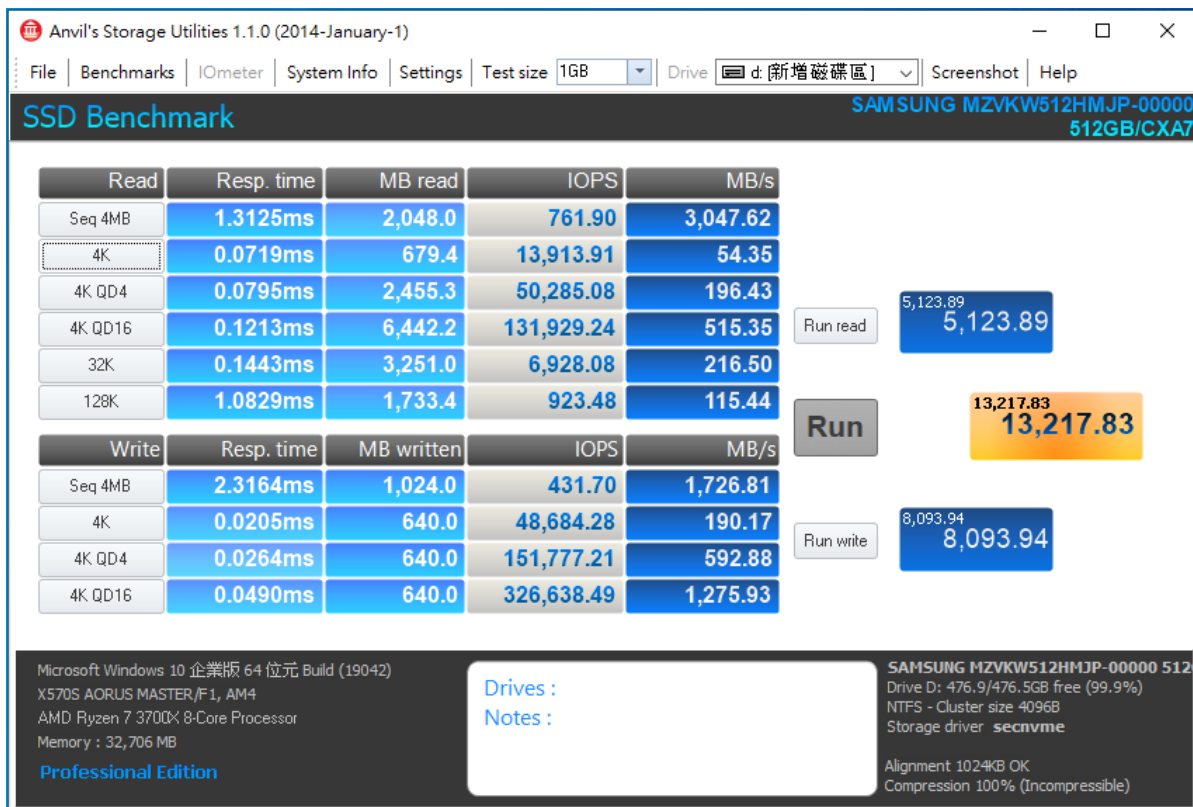 Anvil's Storage Utilities 1.1.0 (2014-January-1)
File Benchmarks IOmeter System Info Settings Test size 1GB Drive d: [新增磁碟區] Screenshot Help
SSD Benchmark
SAMSUNG MZVKW512HMJP-00000
512GB/CXA7
Read Resp. time MB read IOPS MB/s
Seq 4MB 1.3125ms 2,048.0 761.90 3,047.62
4K 0.0719ms 679.4 13,913.91 54.35
4K QD4 0.0795ms 2,455.3 50,285.08 196.43
4K QD16 0.1213ms 6,442.2 131,929.24 515.35
32K 0.1443ms 3,251.0 6,928.08 216.50
128K 1.0829ms 1,733.4 923.48 115.44
Run read
5,123.89
5,123.89
Run
13,217.83
13,217.83
Write Resp. time MB written IOPS MB/s
Seq 4MB 2.3164ms 1,024.0 431.70 1,726.81
4K 0.0205ms 640.0 48,684.28 190.17
4K QD4 0.0264ms 640.0 151,777.21 592.88
4K QD16 0.0490ms 640.0 326,638.49 1,275.93
Run write
8,093.94
8,093.94
Microsoft Windows 10 企業版 64 位元 Build (19042)
X570S AORUS MASTER/F1, AM4
AMD Ryzen 7 3700X 8-Core Processor
Memory : 32,706 MB
Professional Edition
Drives :
Notes :
SAMSUNG MZVKW512HMJP-00000 512
Drive D: 476.9/476.5GB free (99.9%)
NTFS - Cluster size 4096B
Storage driver secnvme
Alignment 1024KB OK
Compression 100% (Incompressible)